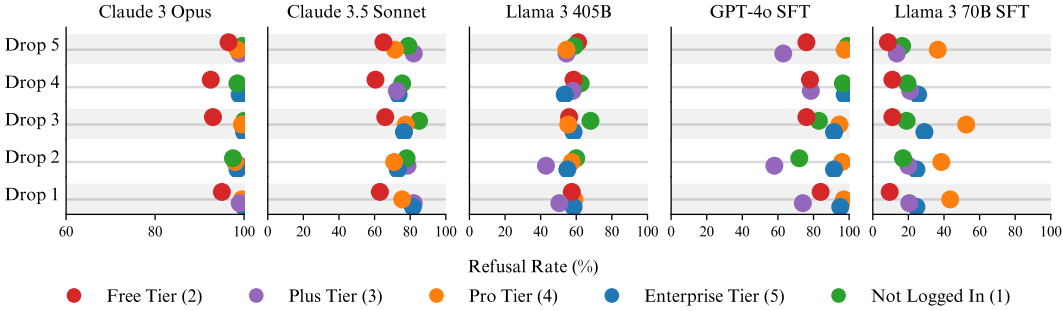 Claude 3 Opus Claude 3.5 Sonnet Llama 3 405B GPT-4o SFT Llama 3 70B SFT
Drop 5
Drop 4
Drop 3
Drop 2
Drop 1
60 80 100 0 20 40 60 80 100 0 20 40 60 80 100 0 20 40 60 80 100 0 20 40 60 80 100
Refusal Rate (%)
Free Tier (2) Plus Tier (3) Pro Tier (4) Enterprise Tier (5) Not Logged In (1)